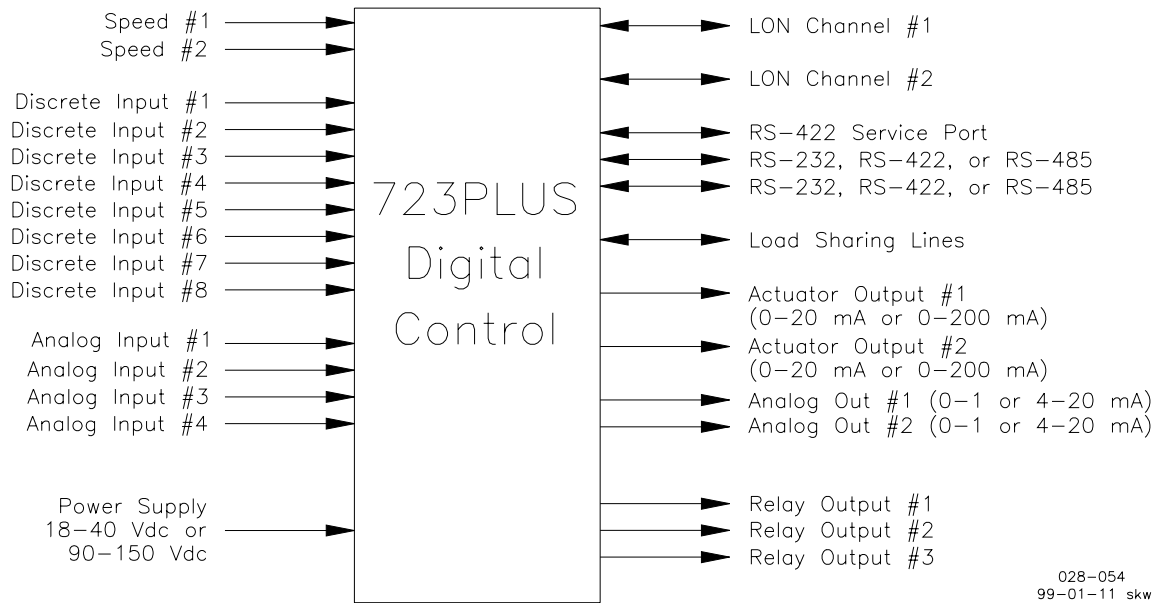 Speed #1
Speed #2
Discrete Input #1
Discrete Input #2
Discrete Input #3
Discrete Input #4
Discrete Input #5
Discrete Input #6
Discrete Input #7
Discrete Input #8
Analog Input #1
Analog Input #2
Analog Input #3
Analog Input #4
Power Supply
18-40 Vdc or
90-150 Vdc
723PLUS
Digital
Control
LON Channel #1
LON Channel #2
RS-422 Service Port
RS-232, RS-422, or RS-485
RS-232, RS-422, or RS-485
Load Sharing Lines
Actuator Output #1
(0-20 mA or 0-200 mA)
Actuator Output #2
(0-20 mA or 0-200 mA)
Analog Out #1 (0-1 or 4-20 mA)
Analog Out #2 (0-1 or 4-20 mA)
Relay Output #1
Relay Output #2
Relay Output #3
028-054
99-01-11 skw